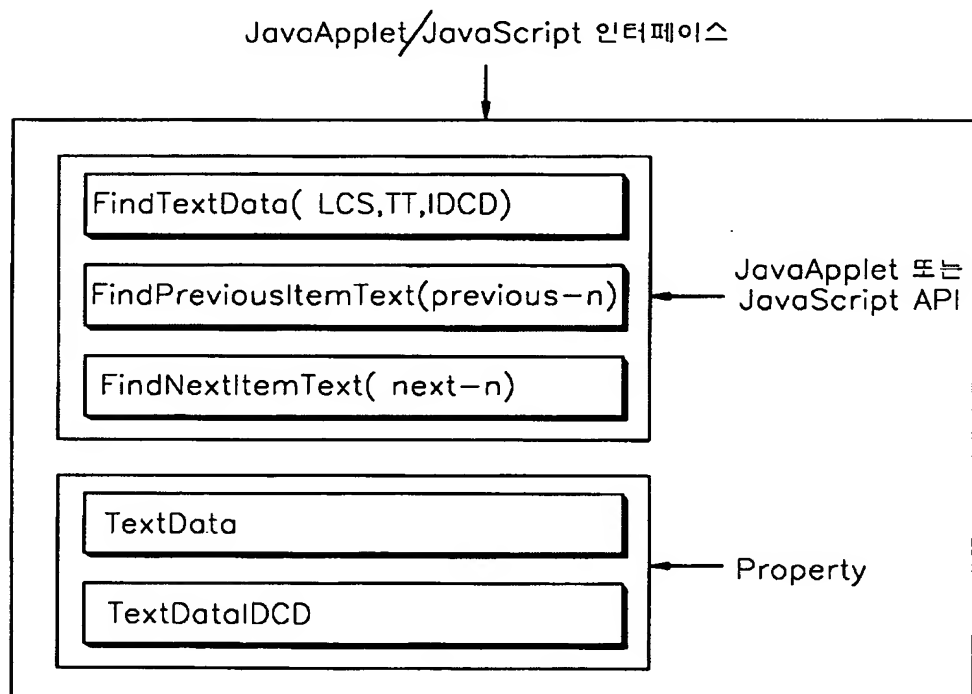 JavaApplet/JavaScript 인터페이스
FindTextData( LCS,TT,IDCD)
FindPreviousItemText(previous-n)
FindNextItemText( next-n)
JavaApplet 또는
JavaScript API
TextData
TextDataIDCD
Property